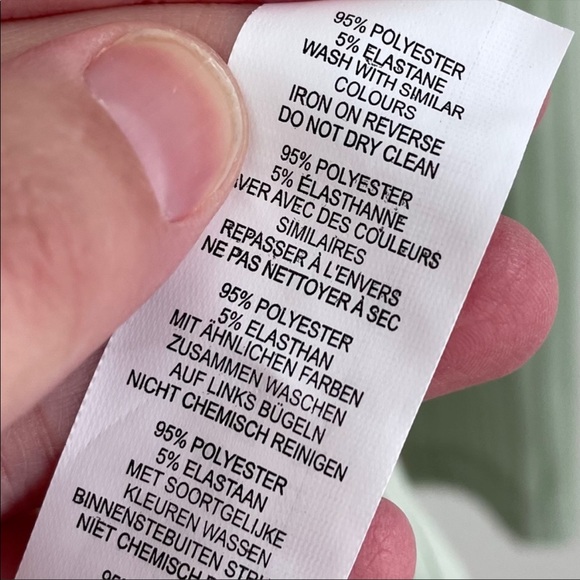 95% POLYESTER
5% ELASTANE
WASH WITH SIMILAR
COLOURS
IRON ON REVERSE
DO NOT DRY CLEAN
95% POLYESTER
5% ÉLASTHANNE
AVEC DES COULEURS
SIMILAIRES
REPASSER À L'ENVERS
NE PAS NETTOYER À SEC
95% POLYESTER
5% ELASTHAN
MIT ÄHNLICHEN FARBEN
ZUSAMMEN WASCHEN
AUF LINKS BÜGELN
NICHT CHEMISCH REINIGEN
95% POLYESTER
5% ELASTAAN
MET SOORTGELIJKE
KLEUREN WASSEN
BINNENSTEBUITEN
NIET CHEMISCH